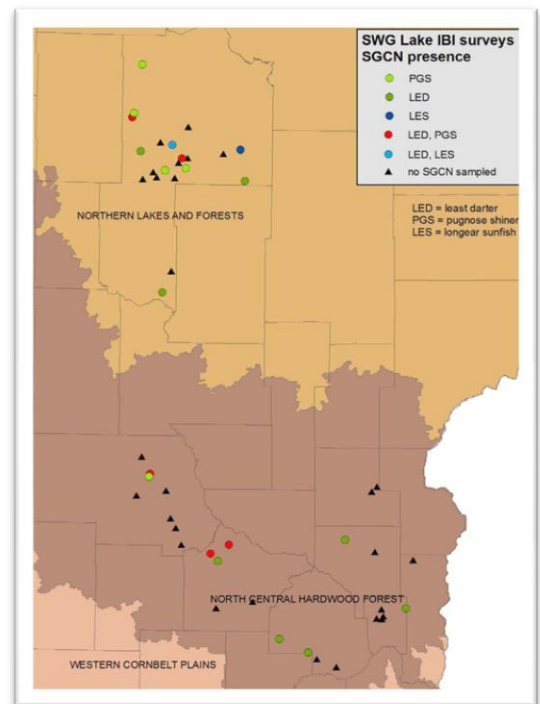 SWG Lake IBI surveys
SGCN presence
PGS
LED
LES
LED, PGS
LED, LES
no SGCN sampled
LED = least darter
PGS = pugnose shiner
LES = longear sunfish
NORTHERN LAKES AND FORESTS
NORTH CENTRAL HARDWOOD FOREST
WESTERN CORNBELT PLAINS